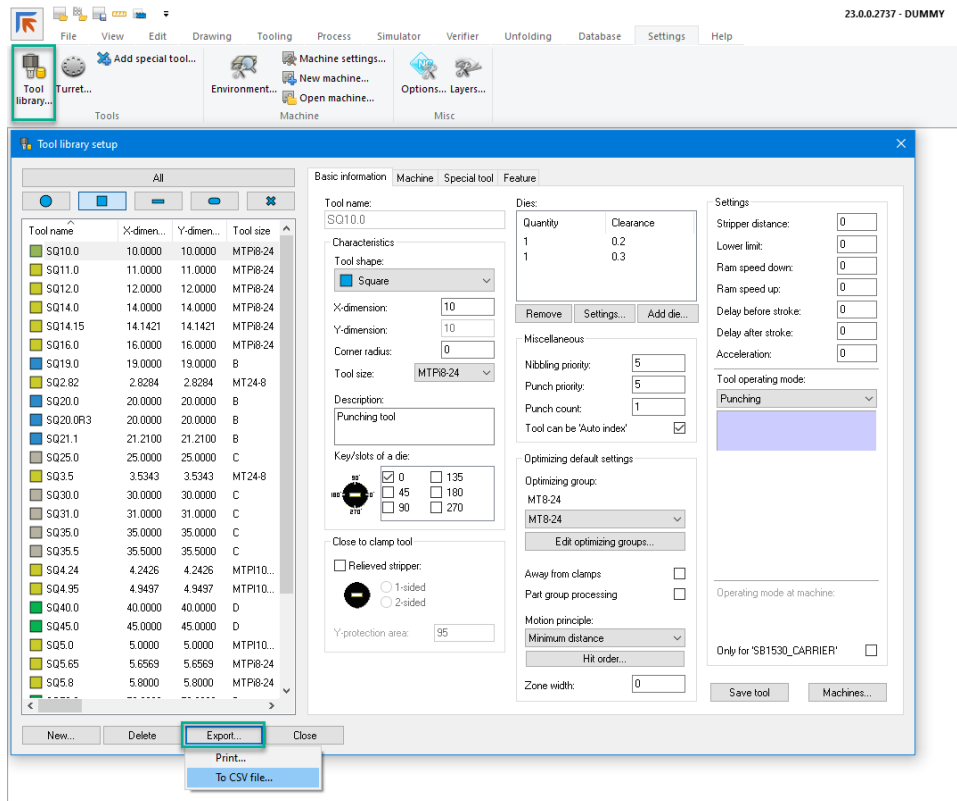 23.0.0.2737 - DUMMY
File View Edit Drawing Tooling Process Simulator Verifier Unfolding Database Settings Help
Tool library...
Turret...
Add special tool...
Tools
Environment...
Machine settings...
New machine...
Open machine...
Machine
Options... Layers...
Misc
Tool library setup
All
Tool name X-dimen... Y-dimen... Tool size
SQ10.0 10.0000 10.0000 MTPi8-24
SQ11.0 11.0000 11.0000 MTPi8-24
SQ12.0 12.0000 12.0000 MTPi8-24
SQ14.0 14.0000 14.0000 MTPi8-24
SQ14.15 14.1421 14.1421 MTPi8-24
SQ16.0 16.0000 16.0000 MTPi8-24
SQ19.0 19.0000 19.0000 B
SQ2.82 2.8284 2.8284 MT24-8
SQ20.0 20.0000 20.0000 B
SQ20.0R3 20.0000 20.0000 B
SQ21.1 21.2100 21.2100 B
SQ25.0 25.0000 25.0000 C
SQ3.5 3.5343 3.5343 MT24-8
SQ30.0 30.0000 30.0000 C
SQ31.0 31.0000 31.0000 C
SQ35.0 35.0000 35.0000 C
SQ35.5 35.5000 35.5000 C
SQ4.24 4.2426 4.2426 MTPI10...
SQ4.95 4.9497 4.9497 MTPI10...
SQ40.0 40.0000 40.0000 D
SQ45.0 45.0000 45.0000 D
SQ5.0 5.0000 5.0000 MTPI10...
SQ5.65 5.6569 5.6569 MTPi8-24
SQ5.8 5.8000 5.8000 MTPi8-24
New... Delete Export... Close
Print...
To CSV file...
Basic information Machine Special tool Feature
Tool name:
SQ10.0
Characteristics
Tool shape:
Square
X-dimension: 10
Y-dimension: 10
Corner radius: 0
Tool size: MTPi8-24
Description:
Punching tool
Key/slots of a die:
90° 180° 0° 270°
0 135
45 180
90 270
Close to clamp tool
Relieved stripper:
1-sided
2-sided
Y-protection area: 95
Dies:
Quantity Clearance
1 0.2
1 0.3
Remove Settings... Add die...
Miscellaneous
Nibbling priority: 5
Punch priority: 5
Punch count: 1
Tool can be 'Auto index'
Optimizing default settings
Optimizing group:
MT8-24
MT8-24
Edit optimizing groups...
Away from clamps
Part group processing
Motion principle:
Minimum distance
Hit order...
Zone width: 0
Settings
Stripper distance: 0
Lower limit: 0
Ram speed down: 0
Ram speed up: 0
Delay before stroke: 0
Delay after stroke: 0
Acceleration: 0
Tool operating mode:
Punching
Operating mode at machine:
Only for 'SB1530_CARRIER'
Save tool Machines...